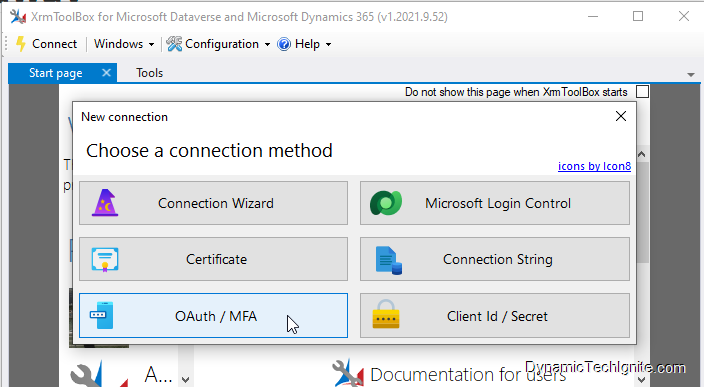 XrmToolBox for Microsoft Dataverse and Microsoft Dynamics 365 (v1.2021.9.52)
Connect Windows Configuration Help
Start page Tools
Do not show this page when XrmToolBox starts
New connection
Choose a connection method
icons by Icon8
Connection Wizard Microsoft Login Control
Certificate Connection String
OAuth / MFA Client Id / Secret
A... Documentation for users
DynamicTechIgnite.com